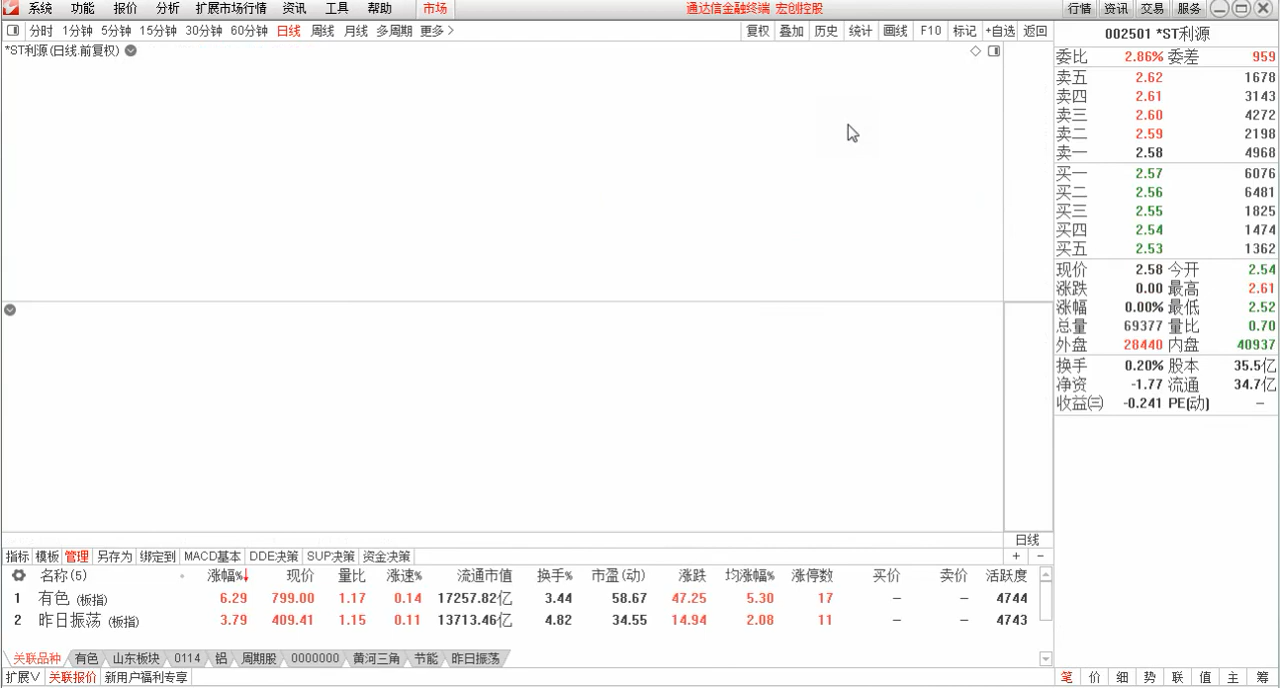 系统 功能 报价 分析 扩展市场行情 资讯 工具 帮助 市场 通达信金融终端 宏创控股 行情 资讯 交易 服务
分时 1分钟 5分钟 15分钟 30分钟 60分钟 日线 周线 月线 多周期 更多> 复权 叠加 历史 统计 画线 F10 标记 +自选 返回 002501 *ST利源
*ST利源(日线.前复权)
委比 2.86% 委差 959
卖五 2.62 1678
卖四 2.61 3143
卖三 2.60 4272
卖二 2.59 2198
卖一 2.58 4968
买一 2.57 6076
买二 2.56 6481
买三 2.55 1825
买四 2.54 1474
买五 2.53 1362
现价 2.58 今开 2.54
涨跌 0.00 最高 2.61
涨幅 0.00% 最低 2.52
总量 69377 量比 0.70
外盘 28440 内盘 40937
换手 0.20% 股本 35.5亿
净资 -1.77 流通 34.7亿
收益㈢ -0.241 PE(动) –
日线
指标 模板 管理 另存为 绑定到 MACD基本 DDE决策 SUP决策 资金决策 + −
名称(5) 涨幅%↓ 现价 量比 涨速% 流通市值 换手% 市盈(动) 涨跌 均涨幅% 涨停数 买价 卖价 活跃度
1 有色(板指) 6.29 799.00 1.17 0.14 17257.82亿 3.44 58.67 47.25 5.30 17 – – 4744
2 昨日振荡(板指) 3.79 409.41 1.15 0.11 13713.46亿 4.82 34.55 14.94 2.08 11 – – 4743
关联品种 有色 山东板块 0114 铝 周期股 0000000 黄河三角 节能 昨日振荡
扩展∨ 关联报价 新用户福利专享 笔 价 细 势 联 值 主 筹